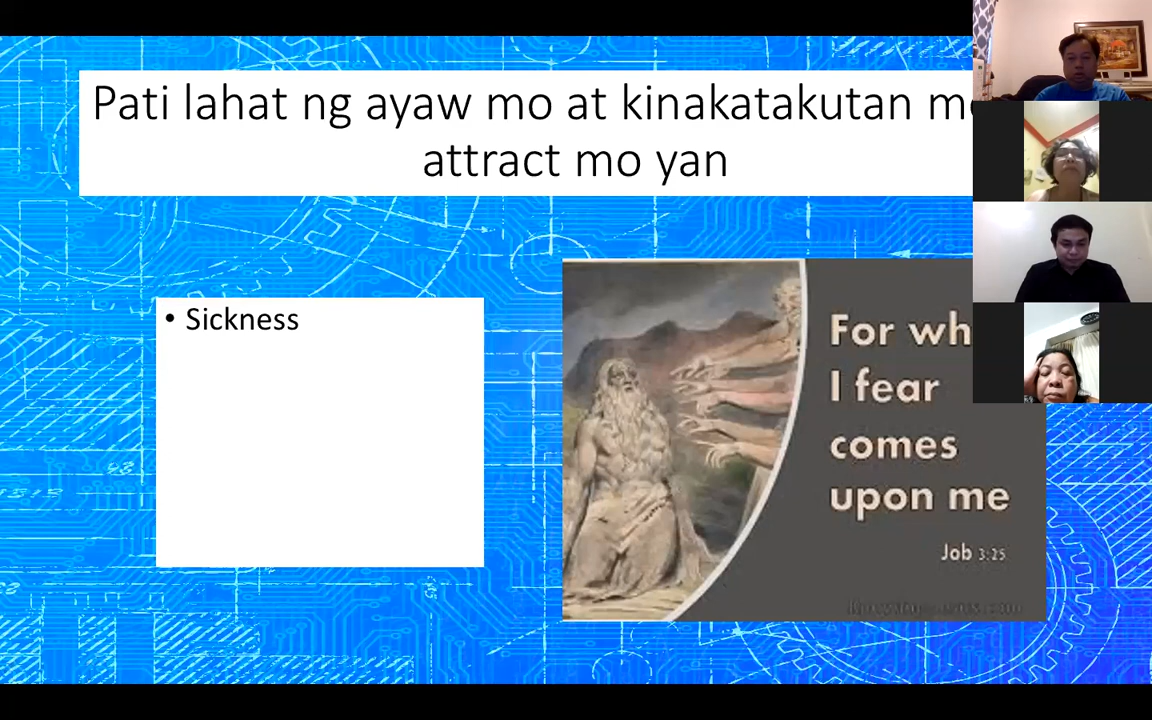 Pati lahat ng ayaw mo at kinakatakutan mo
attract mo yan
• Sickness
For wh
I fear
comes
upon me
Job 3:25